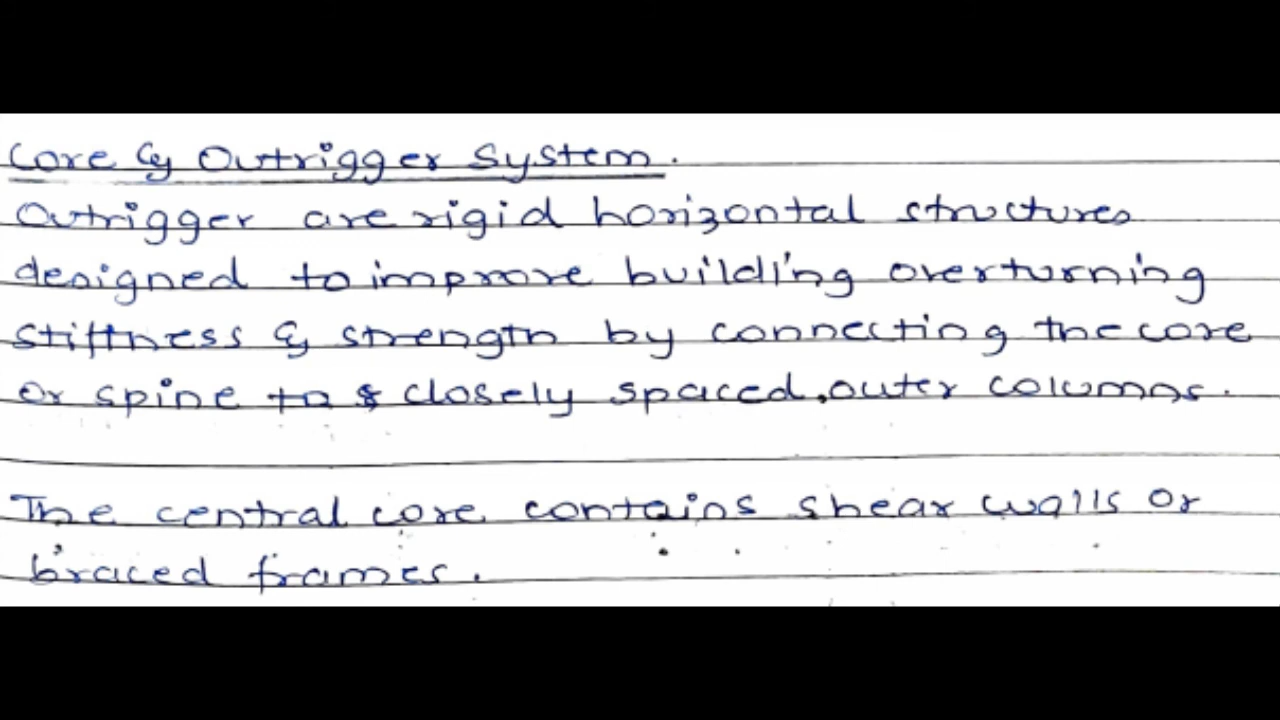 Core & Outrigger System.
Outrigger are rigid horizontal structures
designed to improve building overturning
stiffness & strength by connecting the core
or spine to closely spaced outer columns.
The central core contains shear walls or
braced frames.